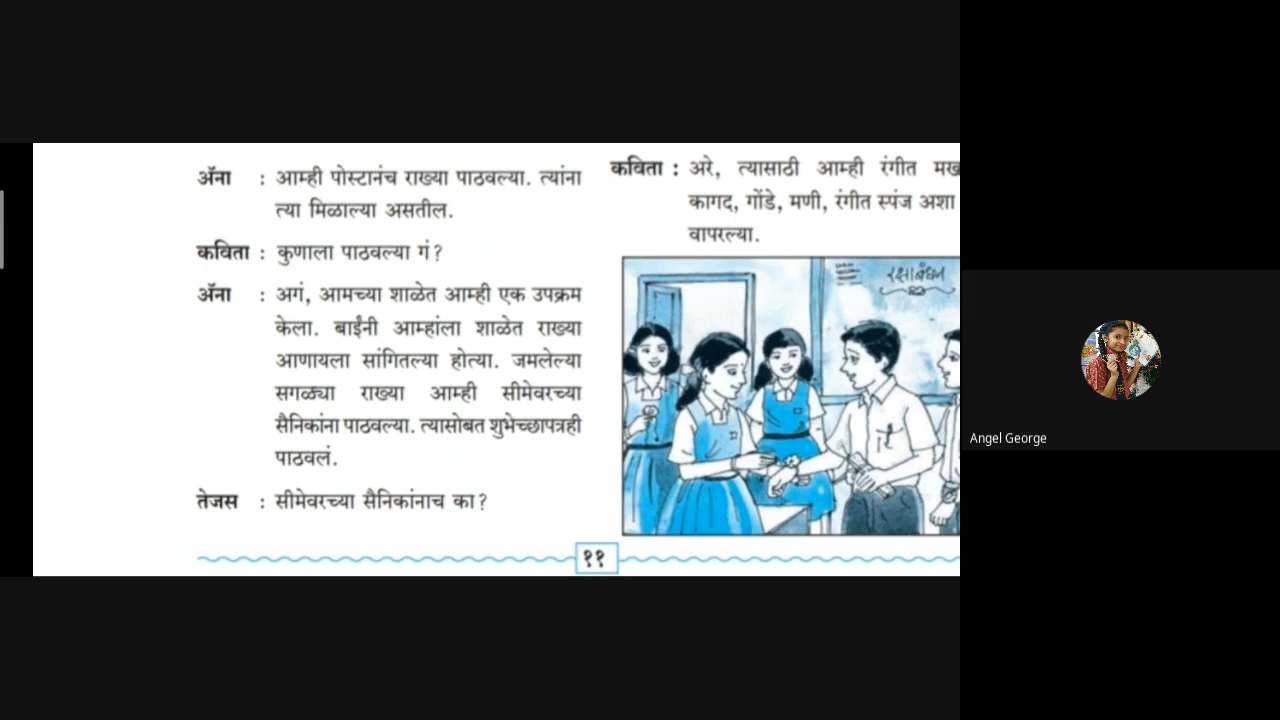 ॲना : आम्ही पोस्टानंच राख्या पाठवल्या. त्यांना
त्या मिळाल्या असतील.
कविता : कुणाला पाठवल्या गं?
ॲना : अगं, आमच्या शाळेत आम्ही एक उपक्रम
केला. बाईंनी आम्हांला शाळेत राख्या
आणायला सांगितल्या होत्या. जमलेल्या
सगळ्या राख्या आम्ही सीमेवरच्या
सैनिकांना पाठवल्या. त्यासोबत शुभेच्छापत्रही
पाठवलं.
तेजस : सीमेवरच्या सैनिकांनाच का?
कविता : अरे, त्यासाठी आम्ही रंगीत
कागद, गोंडे, मणी, रंगीत स्पंज अशा
वापरल्या.
रक्षाबंधन
११
Angel George